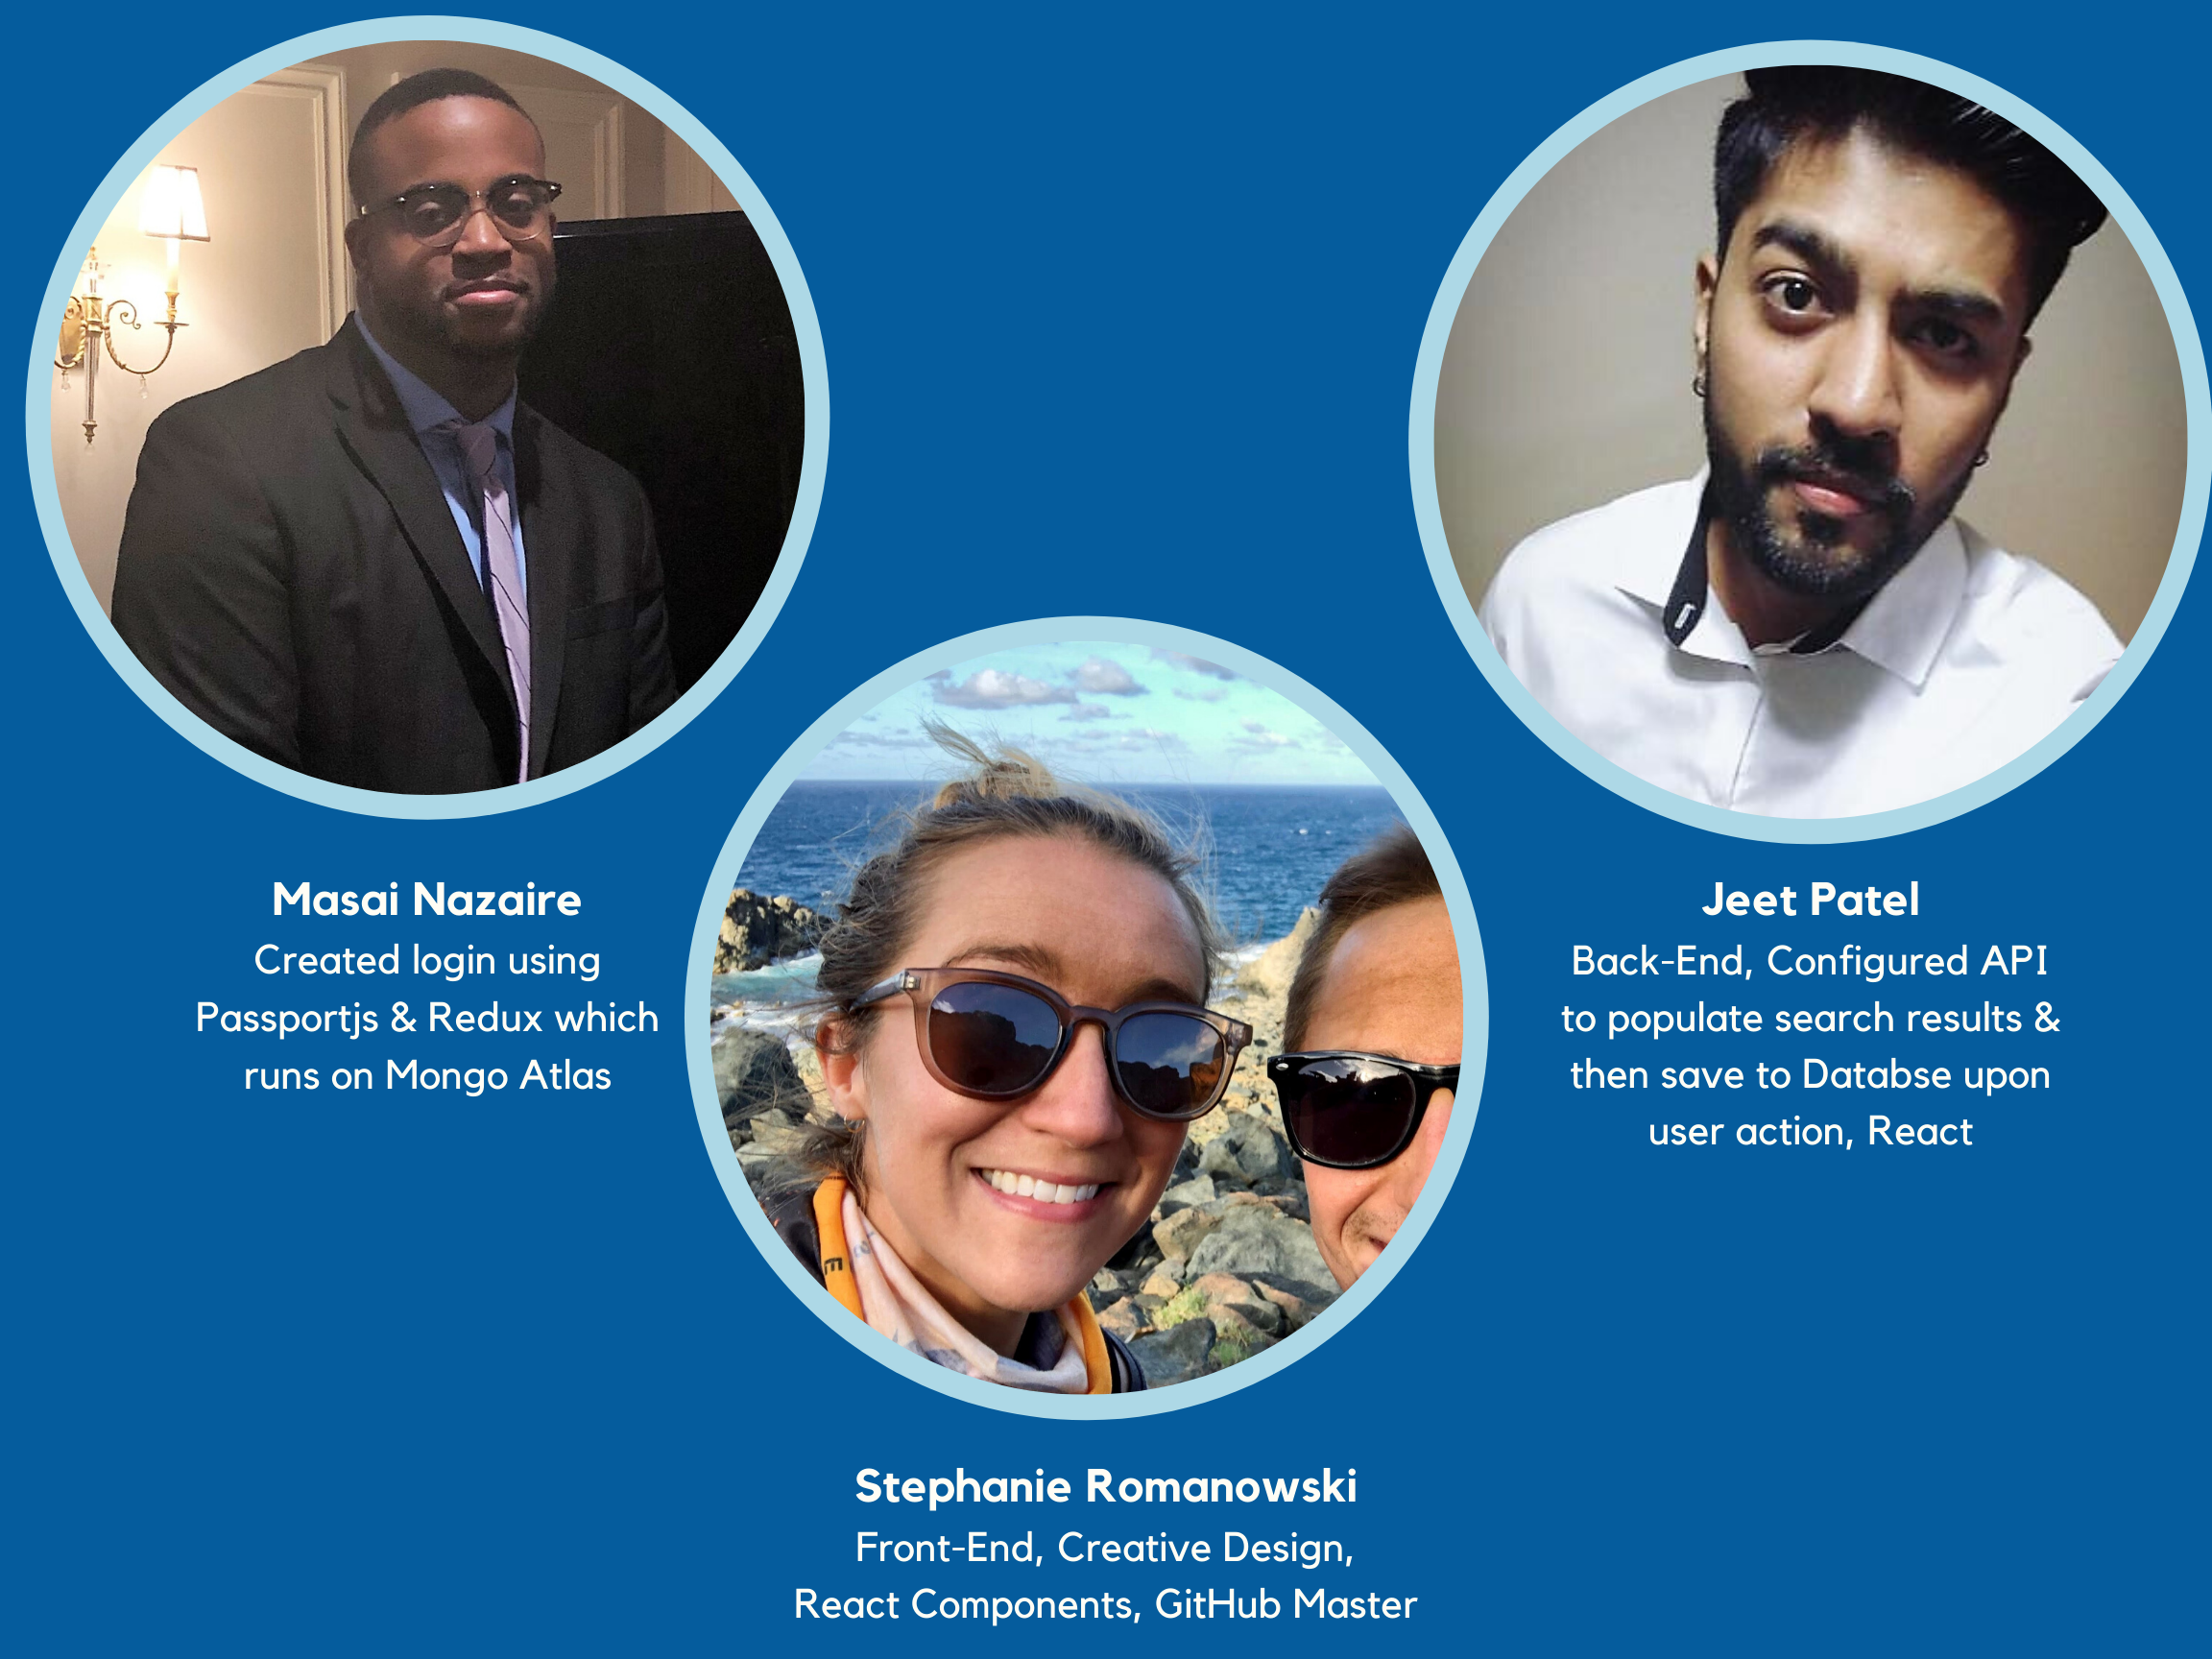 Masai Nazaire
Created login using
Passportjs & Redux which
runs on Mongo Atlas
Jeet Patel
Back-End, Configured API
to populate search results &
then save to Databse upon
user action, React
Stephanie Romanowski
Front-End, Creative Design,
React Components, GitHub Master